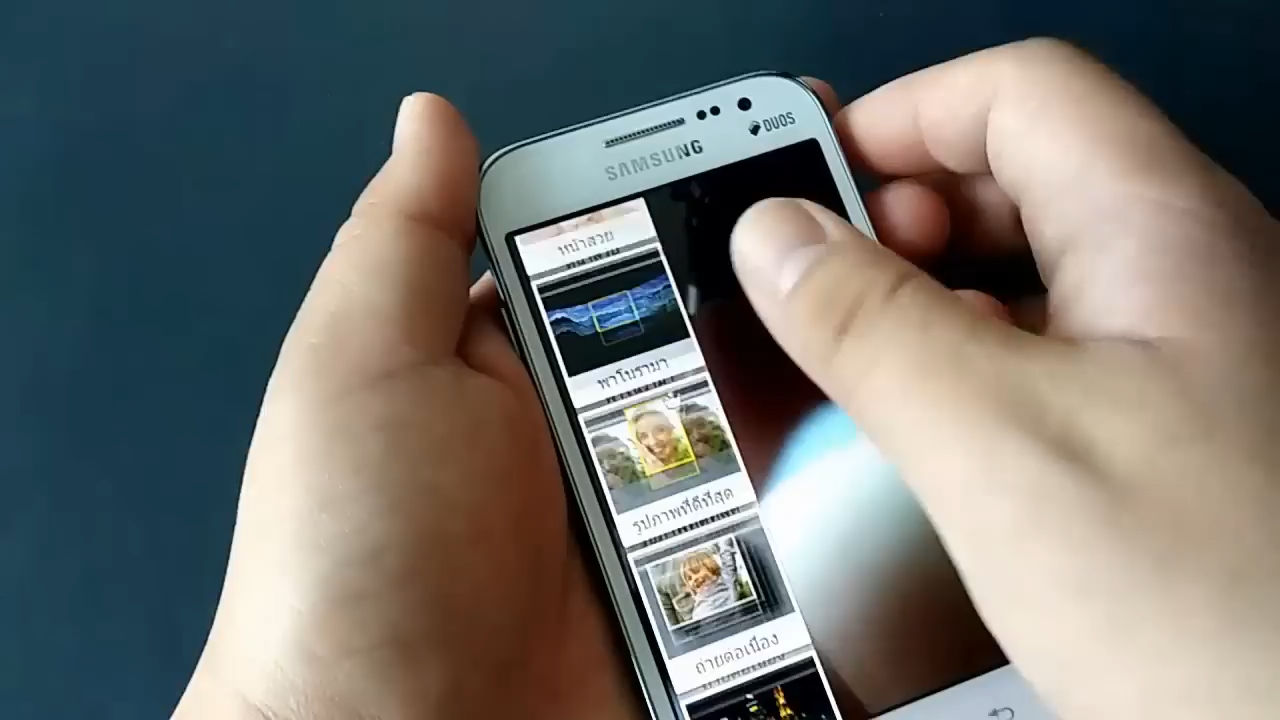 DUOS
SAMSUNG
หน้าสวย
พาโนรามา
รูปภาพที่ดีที่สุด
ถ่ายต่อเนื่อง